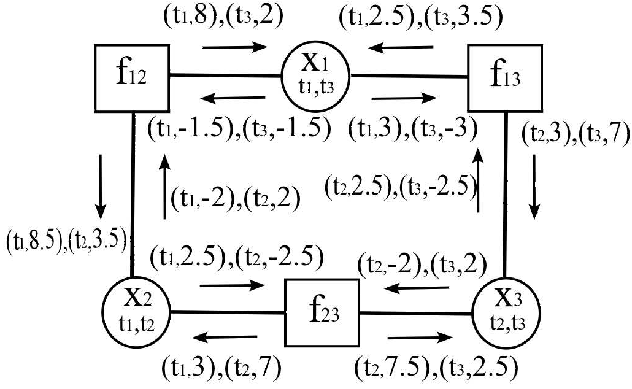 (t₁,8),(t₃,2) (t₁,2.5),(t₃,3.5)
f₁₂ x₁ f₁₃
t₁,t₃
(t₁,-1.5),(t₃,-1.5) (t₁,3),(t₃,-3) (t₂,3),(t₃,7)
(t₁,-2),(t₂,2) (t₂,2.5),(t₃,-2.5)
(t₁,8.5),(t₂,3.5)
(t₁,2.5),(t₂,-2.5) (t₂,-2),(t₃,2)
x₂ f₂₃ x₃
t₁,t₂ t₂,t₃
(t₁,3),(t₂,7) (t₂,7.5),(t₃,2.5)